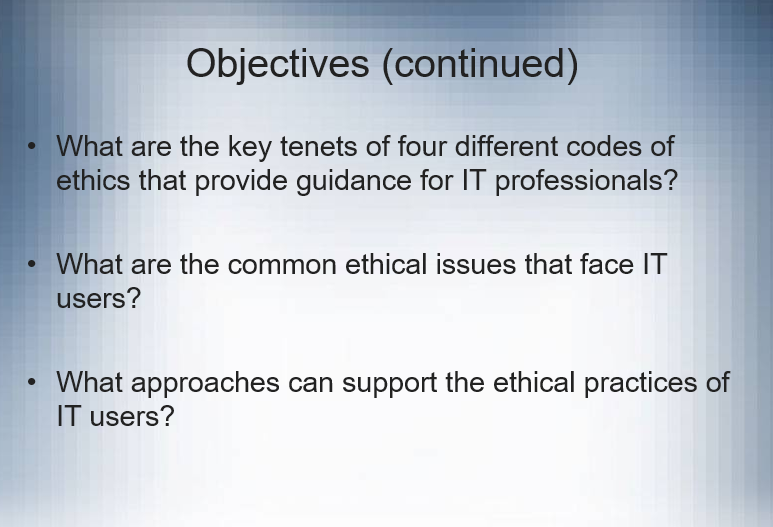 Objectives (continued)
• What are the key tenets of four different codes of
ethics that provide guidance for IT professionals?
• What are the common ethical issues that face IT
users?
• What approaches can support the ethical practices of
IT users?